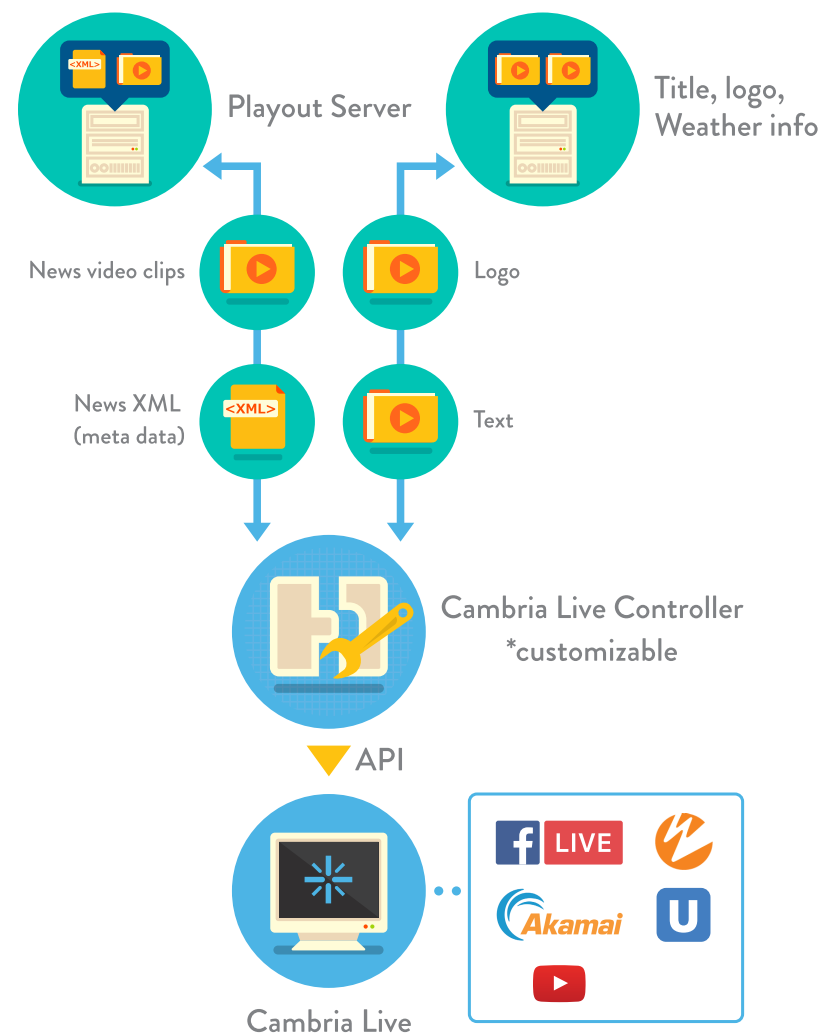 <XML>
Playout Server
Title, logo,
Weather info
News video clips
Logo
News XML
(meta data)
<XML>
Text
Cambria Live Controller
*customizable
API
f LIVE
Akamai
U
Cambria Live